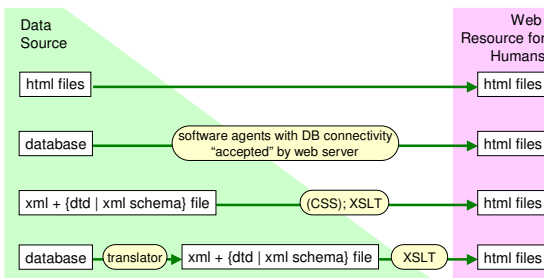 Data
Source
Web
Resource for
Humans
html files
html files
database
software agents with DB connectivity
“accepted” by web server
html files
xml + {dtd | xml schema} file
(CSS); XSLT
html files
database
translator
xml + {dtd | xml schema} file
XSLT
html files